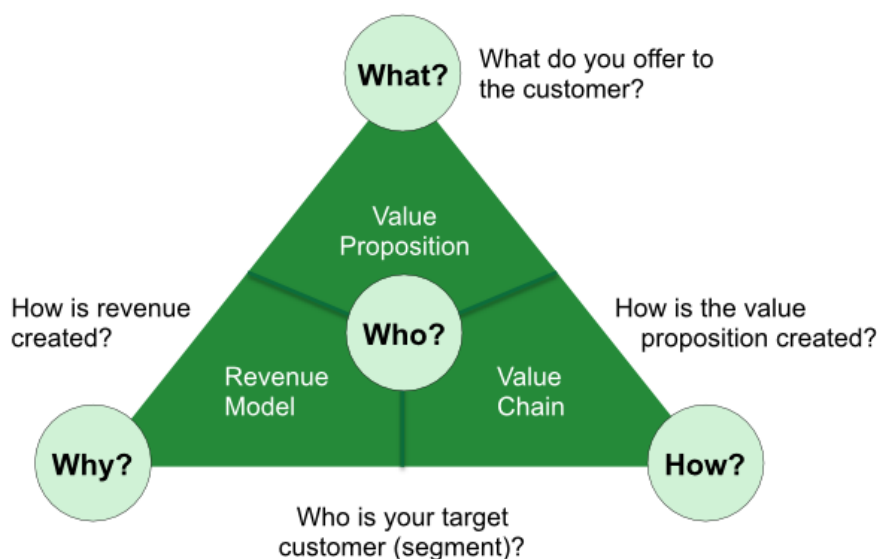 What?
What do you offer to
the customer?
Value
Proposition
How is revenue
created?
Who?
How is the value
proposition created?
Revenue
Model
Value
Chain
Why?
How?
Who is your target
customer (segment)?